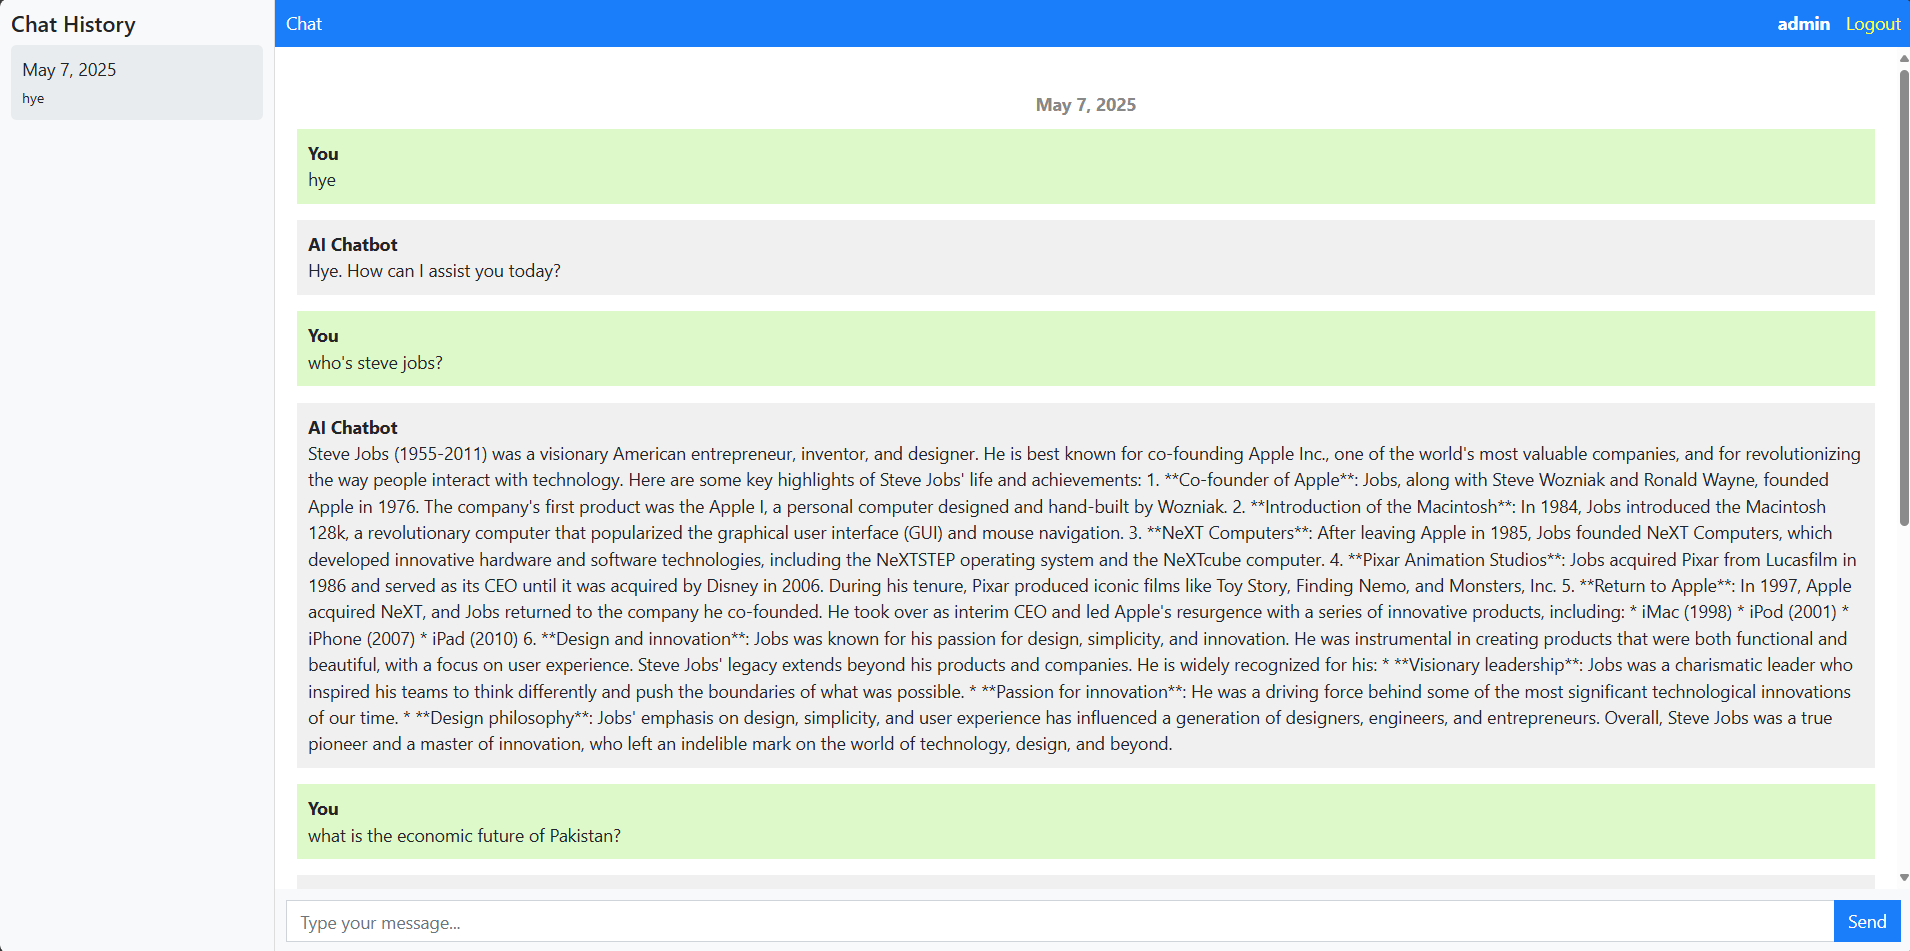 Chat History
May 7, 2025
hye
Chat
admin Logout
May 7, 2025
You
hye
AI Chatbot
Hye. How can I assist you today?
You
who's steve jobs?
AI Chatbot
Steve Jobs (1955-2011) was a visionary American entrepreneur, inventor, and designer. He is best known for co-founding Apple Inc., one of the world's most valuable companies, and for revolutionizing
the way people interact with technology. Here are some key highlights of Steve Jobs' life and achievements: 1. **Co-founder of Apple**: Jobs, along with Steve Wozniak and Ronald Wayne, founded
Apple in 1976. The company's first product was the Apple I, a personal computer designed and hand-built by Wozniak. 2. **Introduction of the Macintosh**: In 1984, Jobs introduced the Macintosh
128k, a revolutionary computer that popularized the graphical user interface (GUI) and mouse navigation. 3. **NeXT Computers**: After leaving Apple in 1985, Jobs founded NeXT Computers, which
developed innovative hardware and software technologies, including the NeXTSTEP operating system and the NeXTcube computer. 4. **Pixar Animation Studios**: Jobs acquired Pixar from Lucasfilm in
1986 and served as its CEO until it was acquired by Disney in 2006. During his tenure, Pixar produced iconic films like Toy Story, Finding Nemo, and Monsters, Inc. 5. **Return to Apple**: In 1997, Apple
acquired NeXT, and Jobs returned to the company he co-founded. He took over as interim CEO and led Apple's resurgence with a series of innovative products, including: * iMac (1998) * iPod (2001) *
iPhone (2007) * iPad (2010) 6. **Design and innovation**: Jobs was known for his passion for design, simplicity, and innovation. He was instrumental in creating products that were both functional and
beautiful, with a focus on user experience. Steve Jobs' legacy extends beyond his products and companies. He is widely recognized for his: * **Visionary leadership**: Jobs was a charismatic leader who
inspired his teams to think differently and push the boundaries of what was possible. * **Passion for innovation**: He was a driving force behind some of the most significant technological innovations
of our time. * **Design philosophy**: Jobs' emphasis on design, simplicity, and user experience has influenced a generation of designers, engineers, and entrepreneurs. Overall, Steve Jobs was a true
pioneer and a master of innovation, who left an indelible mark on the world of technology, design, and beyond.
You
what is the economic future of Pakistan?
Type your message...
Send